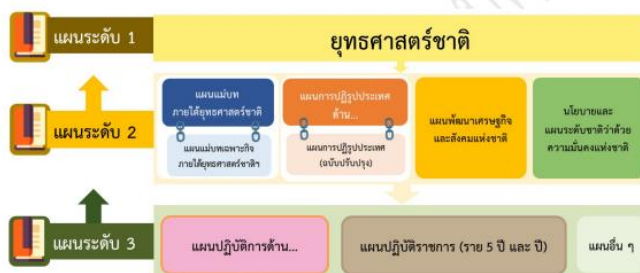 แผนระดับ 1
ยุทธศาสตร์ชาติ
แผนระดับ 2
แผนแม่บท
ภายใต้ยุทธศาสตร์ชาติ
แผนแม่บทเฉพาะกิจ
ภายใต้ยุทธศาสตร์ชาติฯ
แผนการปฏิรูปประเทศ
ด้าน...
แผนการปฏิรูปประเทศ
(ฉบับปรับปรุง)
แผนพัฒนาเศรษฐกิจ
และสังคมแห่งชาติ
นโยบายและ
แผนระดับชาติว่าด้วย
ความมั่นคงแห่งชาติ
แผนระดับ 3
แผนปฏิบัติการด้าน...
แผนปฏิบัติราชการ (ราย 5 ปี และ ปี)
แผนอื่น ๆ